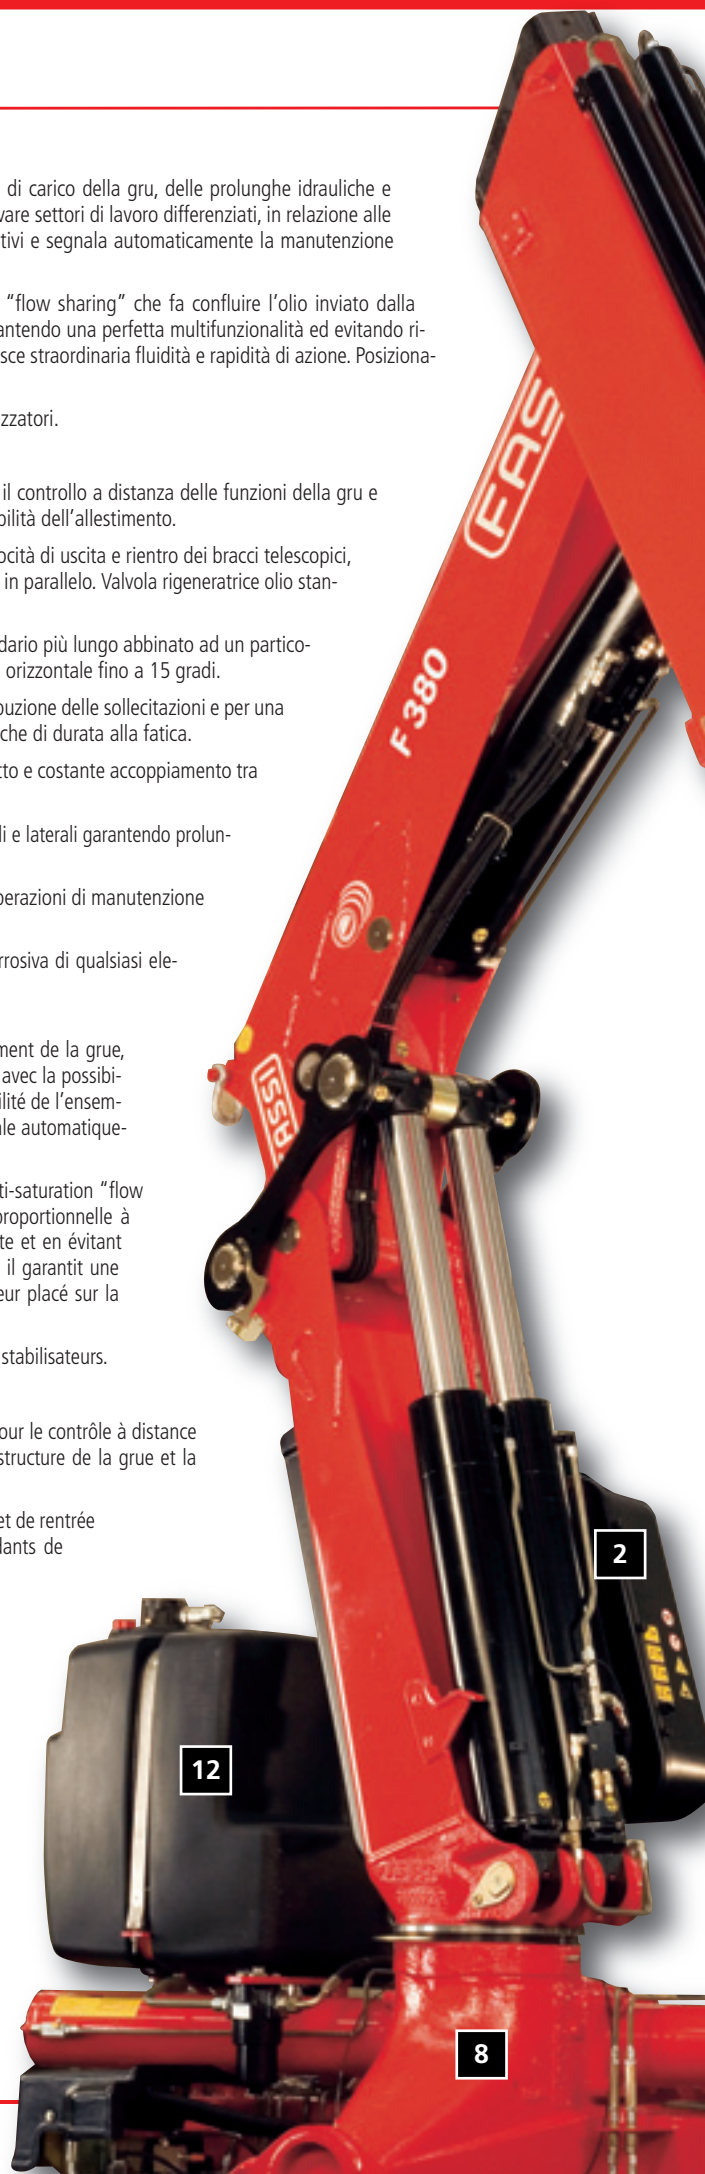 di carico della gru, delle prolunghe idrauliche e
vare settori di lavoro differenziati, in relazione alle
tivi e segnala automaticamente la manutenzione
“flow sharing” che fa confluire l’olio inviato dalla
antendo una perfetta multifunzionalità ed evitando ri-
sce straordinaria fluidità e rapidità di azione. Posiziona-
zzatori.
il controllo a distanza delle funzioni della gru e
bilità dell’allestimento.
ocità di uscita e rientro dei bracci telescopici,
in parallelo. Valvola rigeneratrice olio stan-
dario più lungo abbinato ad un partico-
orizzontale fino a 15 gradi.
buzione delle sollecitazioni e per una
che di durata alla fatica.
tto e costante accoppiamento tra
li e laterali garantendo prolun-
perazioni di manutenzione
rrosiva di qualsiasi ele-
ment de la grue,
avec la possibi-
ilité de l’ensem-
ale automatique-
ti-saturation “flow
proportionnelle à
te et en évitant
il garantit une
eur placé sur la
stabilisateurs.
our le contrôle à distance
structure de la grue et la
et de rentrée
dants de
FAS
F380
FASSI
2
12
8